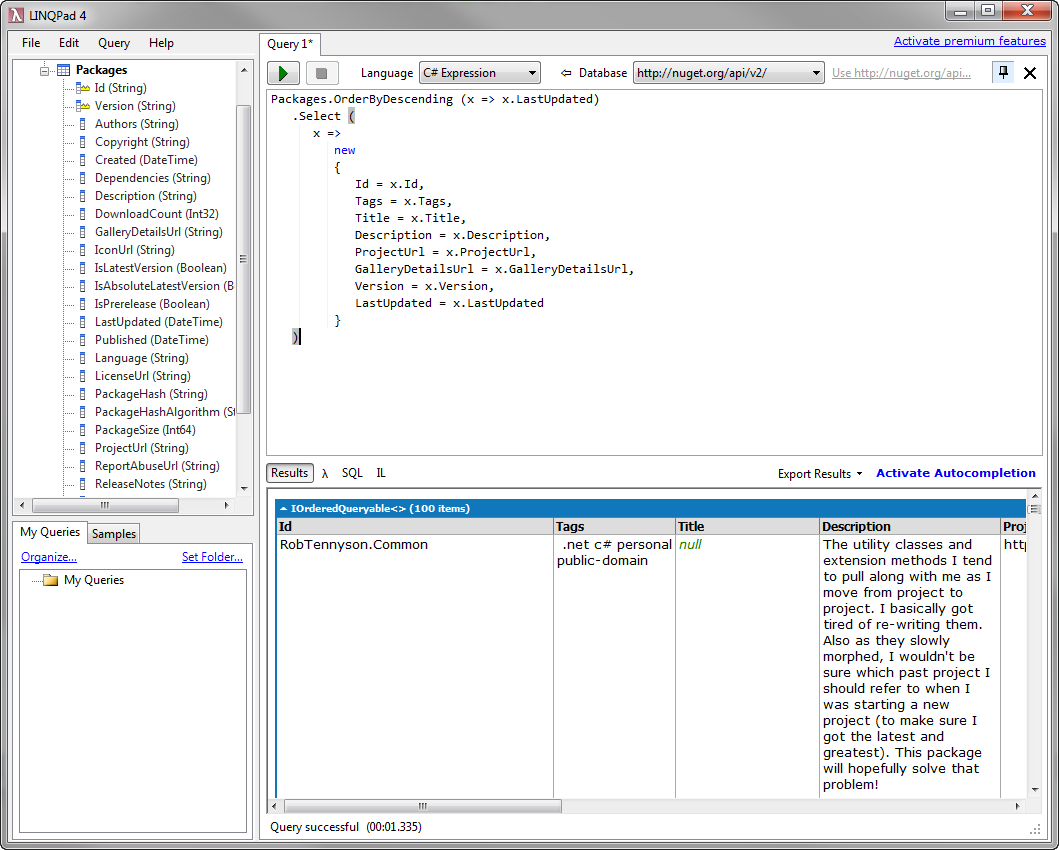 LINQPad 4
File Edit Query Help
Activate premium features
Packages
Id (String)
Version (String)
Authors (String)
Copyright (String)
Created (DateTime)
Dependencies (String)
Description (String)
DownloadCount (Int32)
GalleryDetailsUrl (String)
IconUrl (String)
IsLatestVersion (Boolean)
IsAbsoluteLatestVersion (B
IsPrerelease (Boolean)
LastUpdated (DateTime)
Published (DateTime)
Language (String)
LicenseUrl (String)
PackageHash (String)
PackageHashAlgorithm (St
PackageSize (Int64)
ProjectUrl (String)
ReportAbuseUrl (String)
ReleaseNotes (String)
My Queries Samples
Organize... Set Folder...
My Queries
Query 1*
Language C# Expression Database http://nuget.org/api/v2/ Use http://nuget.org/api...
Packages.OrderByDescending (x => x.LastUpdated)
.Select (
x =>
new
{
Id = x.Id,
Tags = x.Tags,
Title = x.Title,
Description = x.Description,
ProjectUrl = x.ProjectUrl,
GalleryDetailsUrl = x.GalleryDetailsUrl,
Version = x.Version,
LastUpdated = x.LastUpdated
}
)
Results λ SQL IL Export Results Activate Autocompletion
IOrderedQueryable<> (100 items)
Id Tags Title Description Proj
RobTennyson.Common .net c# personal null The utility classes and http
public-domain extension methods I tend
to pull along with me as I
move from project to
project. I basically got
tired of re-writing them.
Also as they slowly
morphed, I wouldn't be
sure which past project I
should refer to when I
was starting a new
project (to make sure I
got the latest and
greatest). This package
will hopefully solve that
problem!
Query successful (00:01.335)